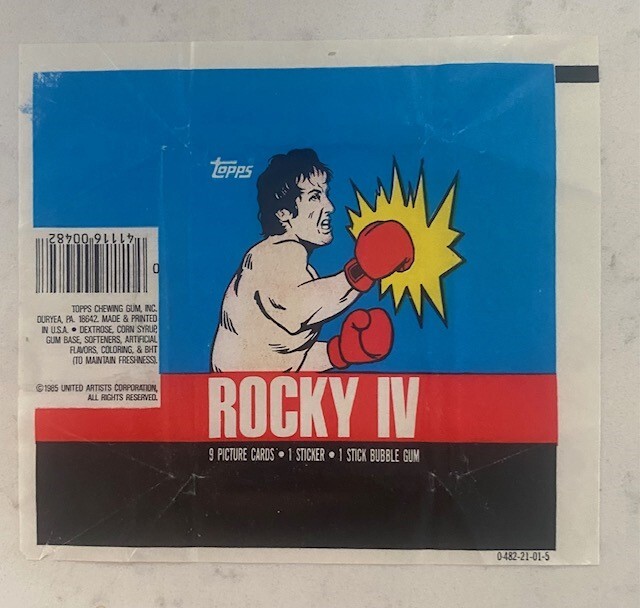 topps
41116 00482
0
TOPPS CHEWING GUM, INC.
DURYEA, PA. 18642. MADE & PRINTED
IN U.S.A. • DEXTROSE, CORN SYRUP,
GUM BASE, SOFTENERS, ARTIFICIAL
FLAVORS, COLORING, & BHT
(TO MAINTAIN FRESHNESS).
©1985 UNITED ARTISTS CORPORATION,
ALL RIGHTS RESERVED.
ROCKY IV
9 PICTURE CARDS • 1 STICKER • 1 STICK BUBBLE GUM
0-482-21-01-5